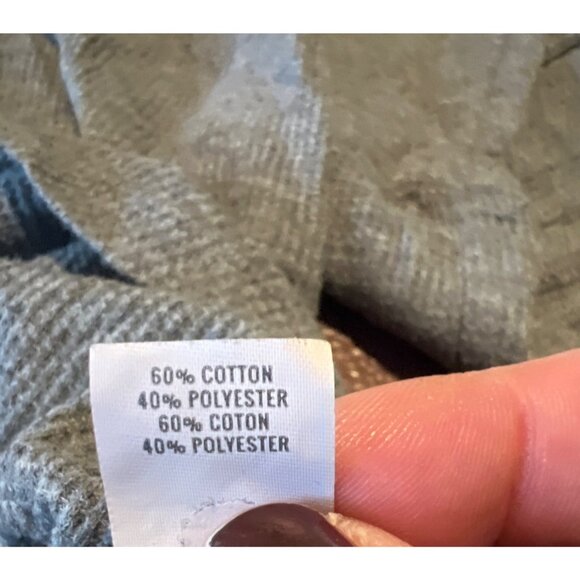 60% COTTON
40% POLYESTER
60% COTON
40% POLYESTER